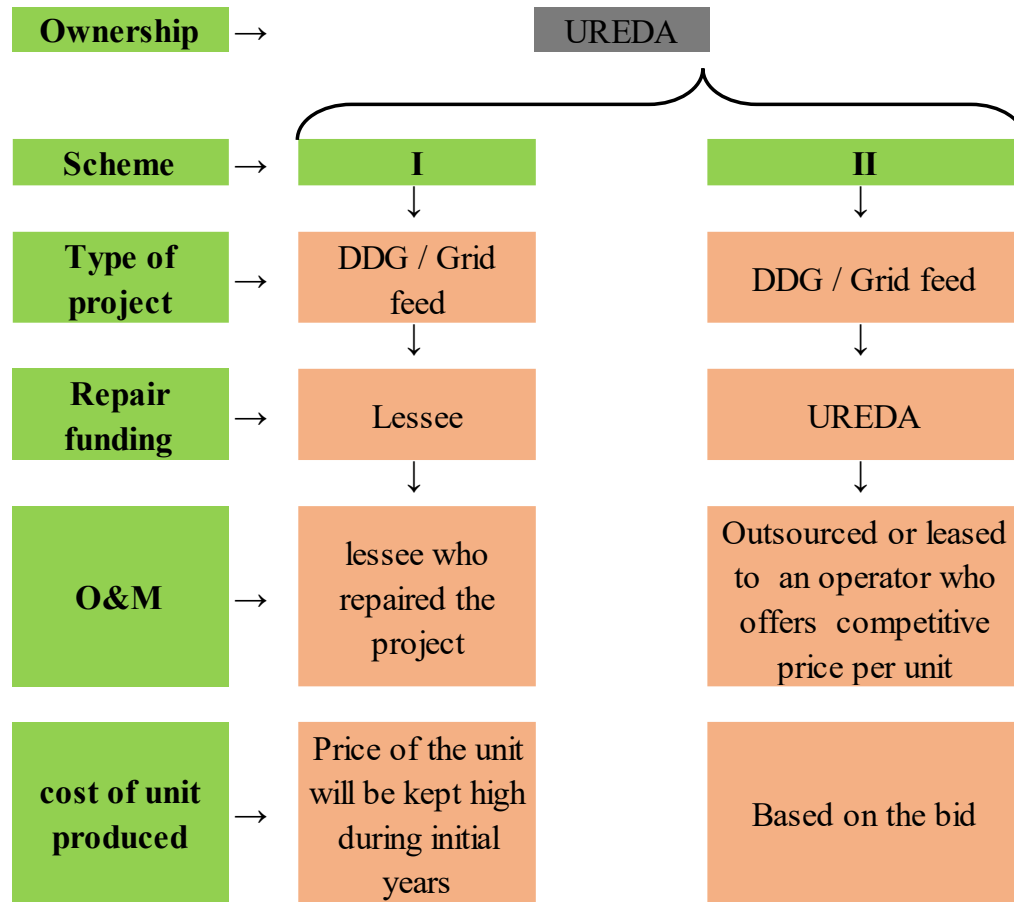 Ownership → UREDA
Scheme → I II
↓ ↓
Type of
project → DDG / Grid
feed DDG / Grid feed
↓ ↓
Repair
funding → Lessee UREDA
↓ ↓
O&M → lessee who
repaired the
project
Outsourced or leased
to an operator who
offers competitive
price per unit
cost of unit
produced → Price of the unit
will be kept high
during initial
years
Based on the bid